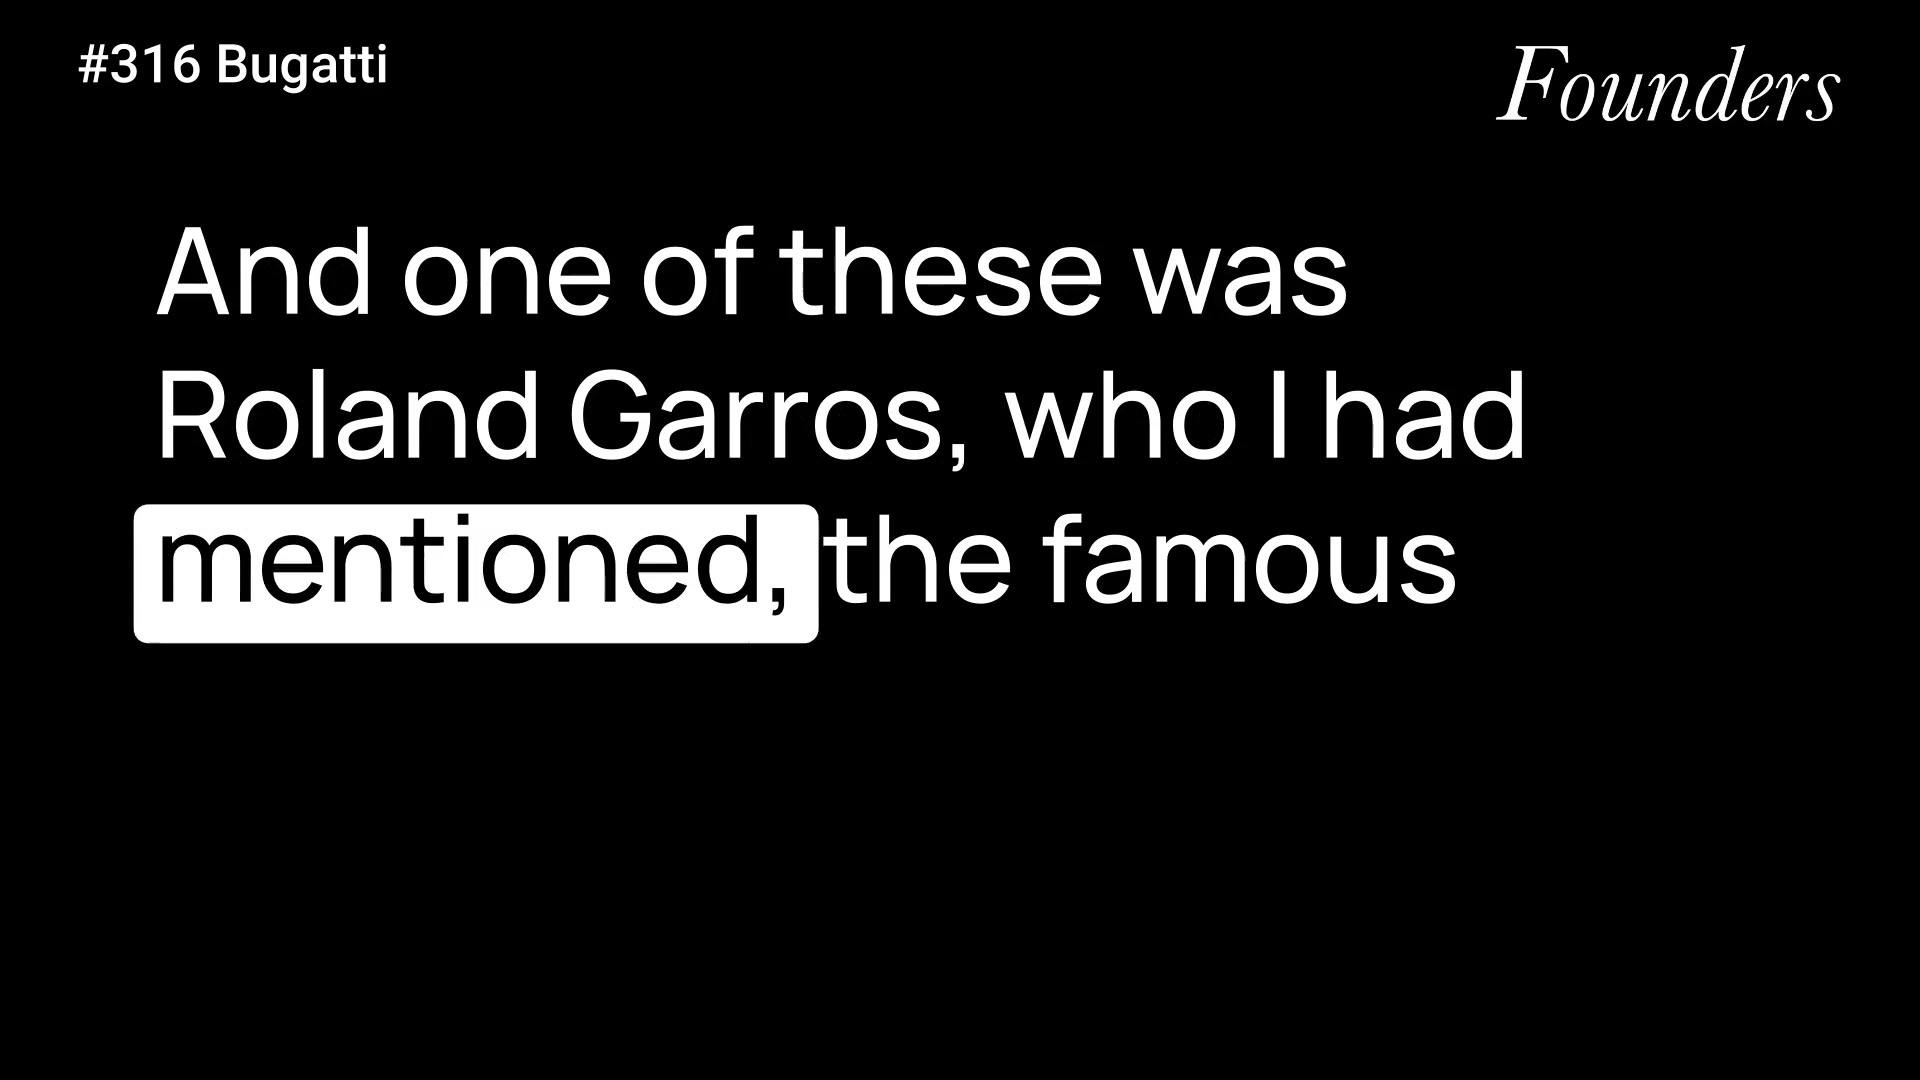 #316 Bugatti
Founders
And one of these was
Roland Garros, who I had
mentioned, the famous